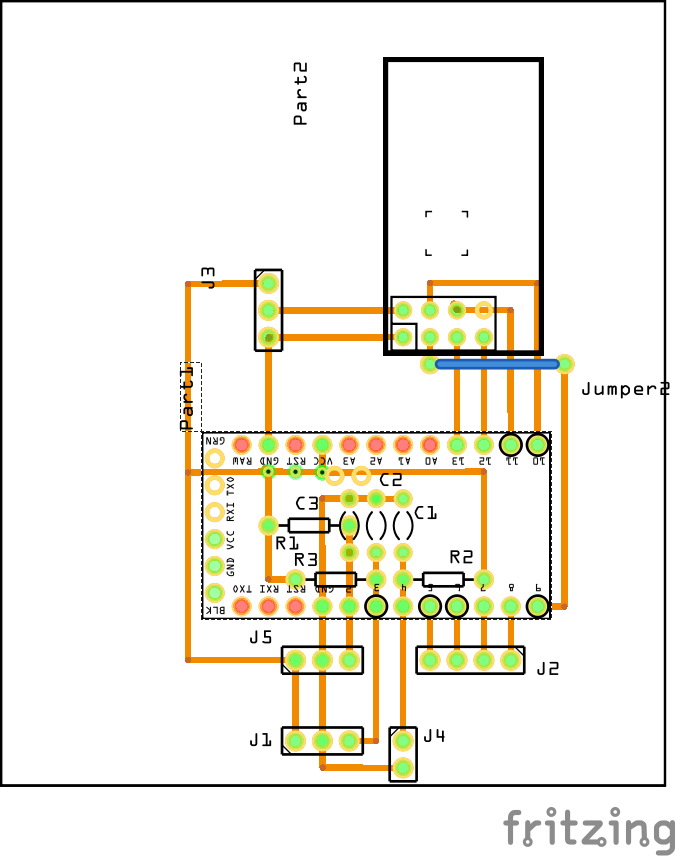 Part2
J3
Jumper2
Part1
GRN
RAW GND RST VCC A3 A2 A1 A0 13 12 11 10
TXO
RXI
VCC
GND
BLK
C2
C3
C1
R1
R3
R2
TXO RXI RST GND 2 3 4 5 6 7 8 9
J5
J2
J1
J4
fritzing